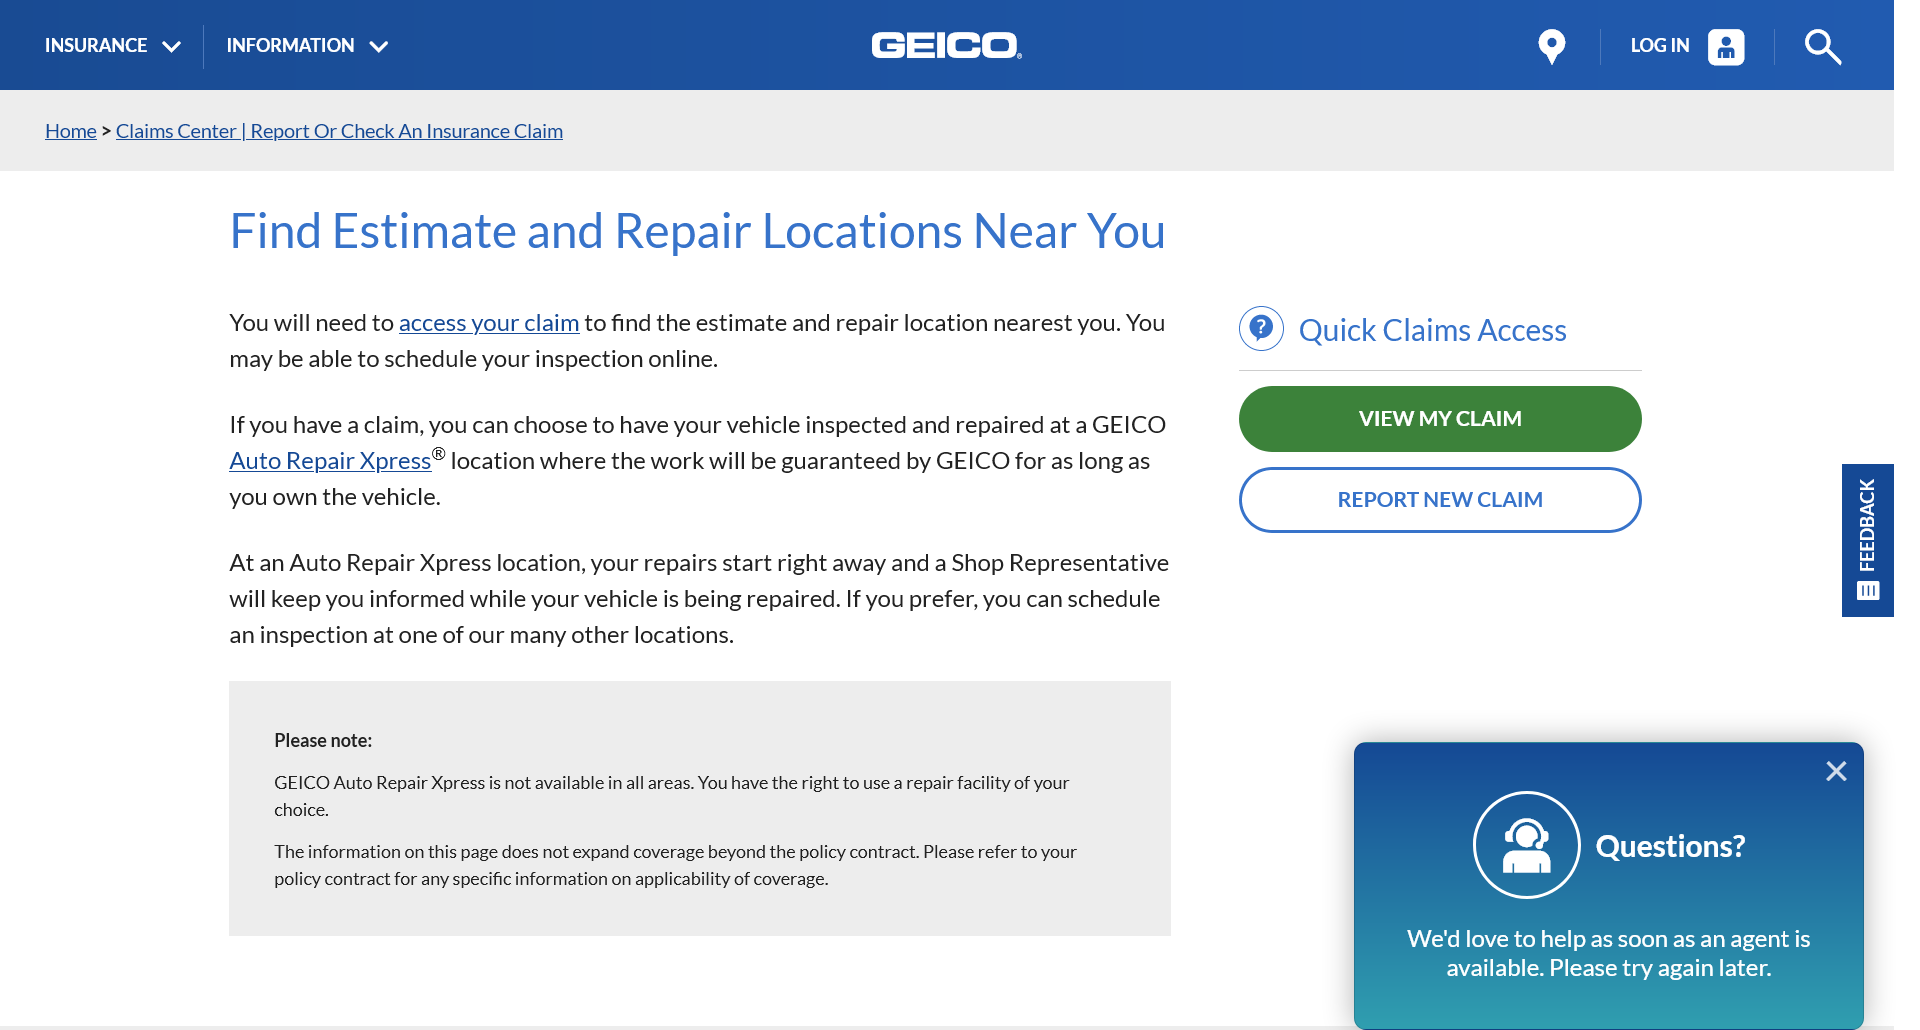 INSURANCE
INFORMATION
GEICO®
LOG IN
Home > Claims Center | Report Or Check An Insurance Claim
Find Estimate and Repair Locations Near You
You will need to access your claim to find the estimate and repair location nearest you. You
may be able to schedule your inspection online.
If you have a claim, you can choose to have your vehicle inspected and repaired at a GEICO
Auto Repair Xpress® location where the work will be guaranteed by GEICO for as long as
you own the vehicle.
At an Auto Repair Xpress location, your repairs start right away and a Shop Representative
will keep you informed while your vehicle is being repaired. If you prefer, you can schedule
an inspection at one of our many other locations.
Please note:
GEICO Auto Repair Xpress is not available in all areas. You have the right to use a repair facility of your
choice.
The information on this page does not expand coverage beyond the policy contract. Please refer to your
policy contract for any specific information on applicability of coverage.
Quick Claims Access
VIEW MY CLAIM
REPORT NEW CLAIM
FEEDBACK
Questions?
We'd love to help as soon as an agent is
available. Please try again later.